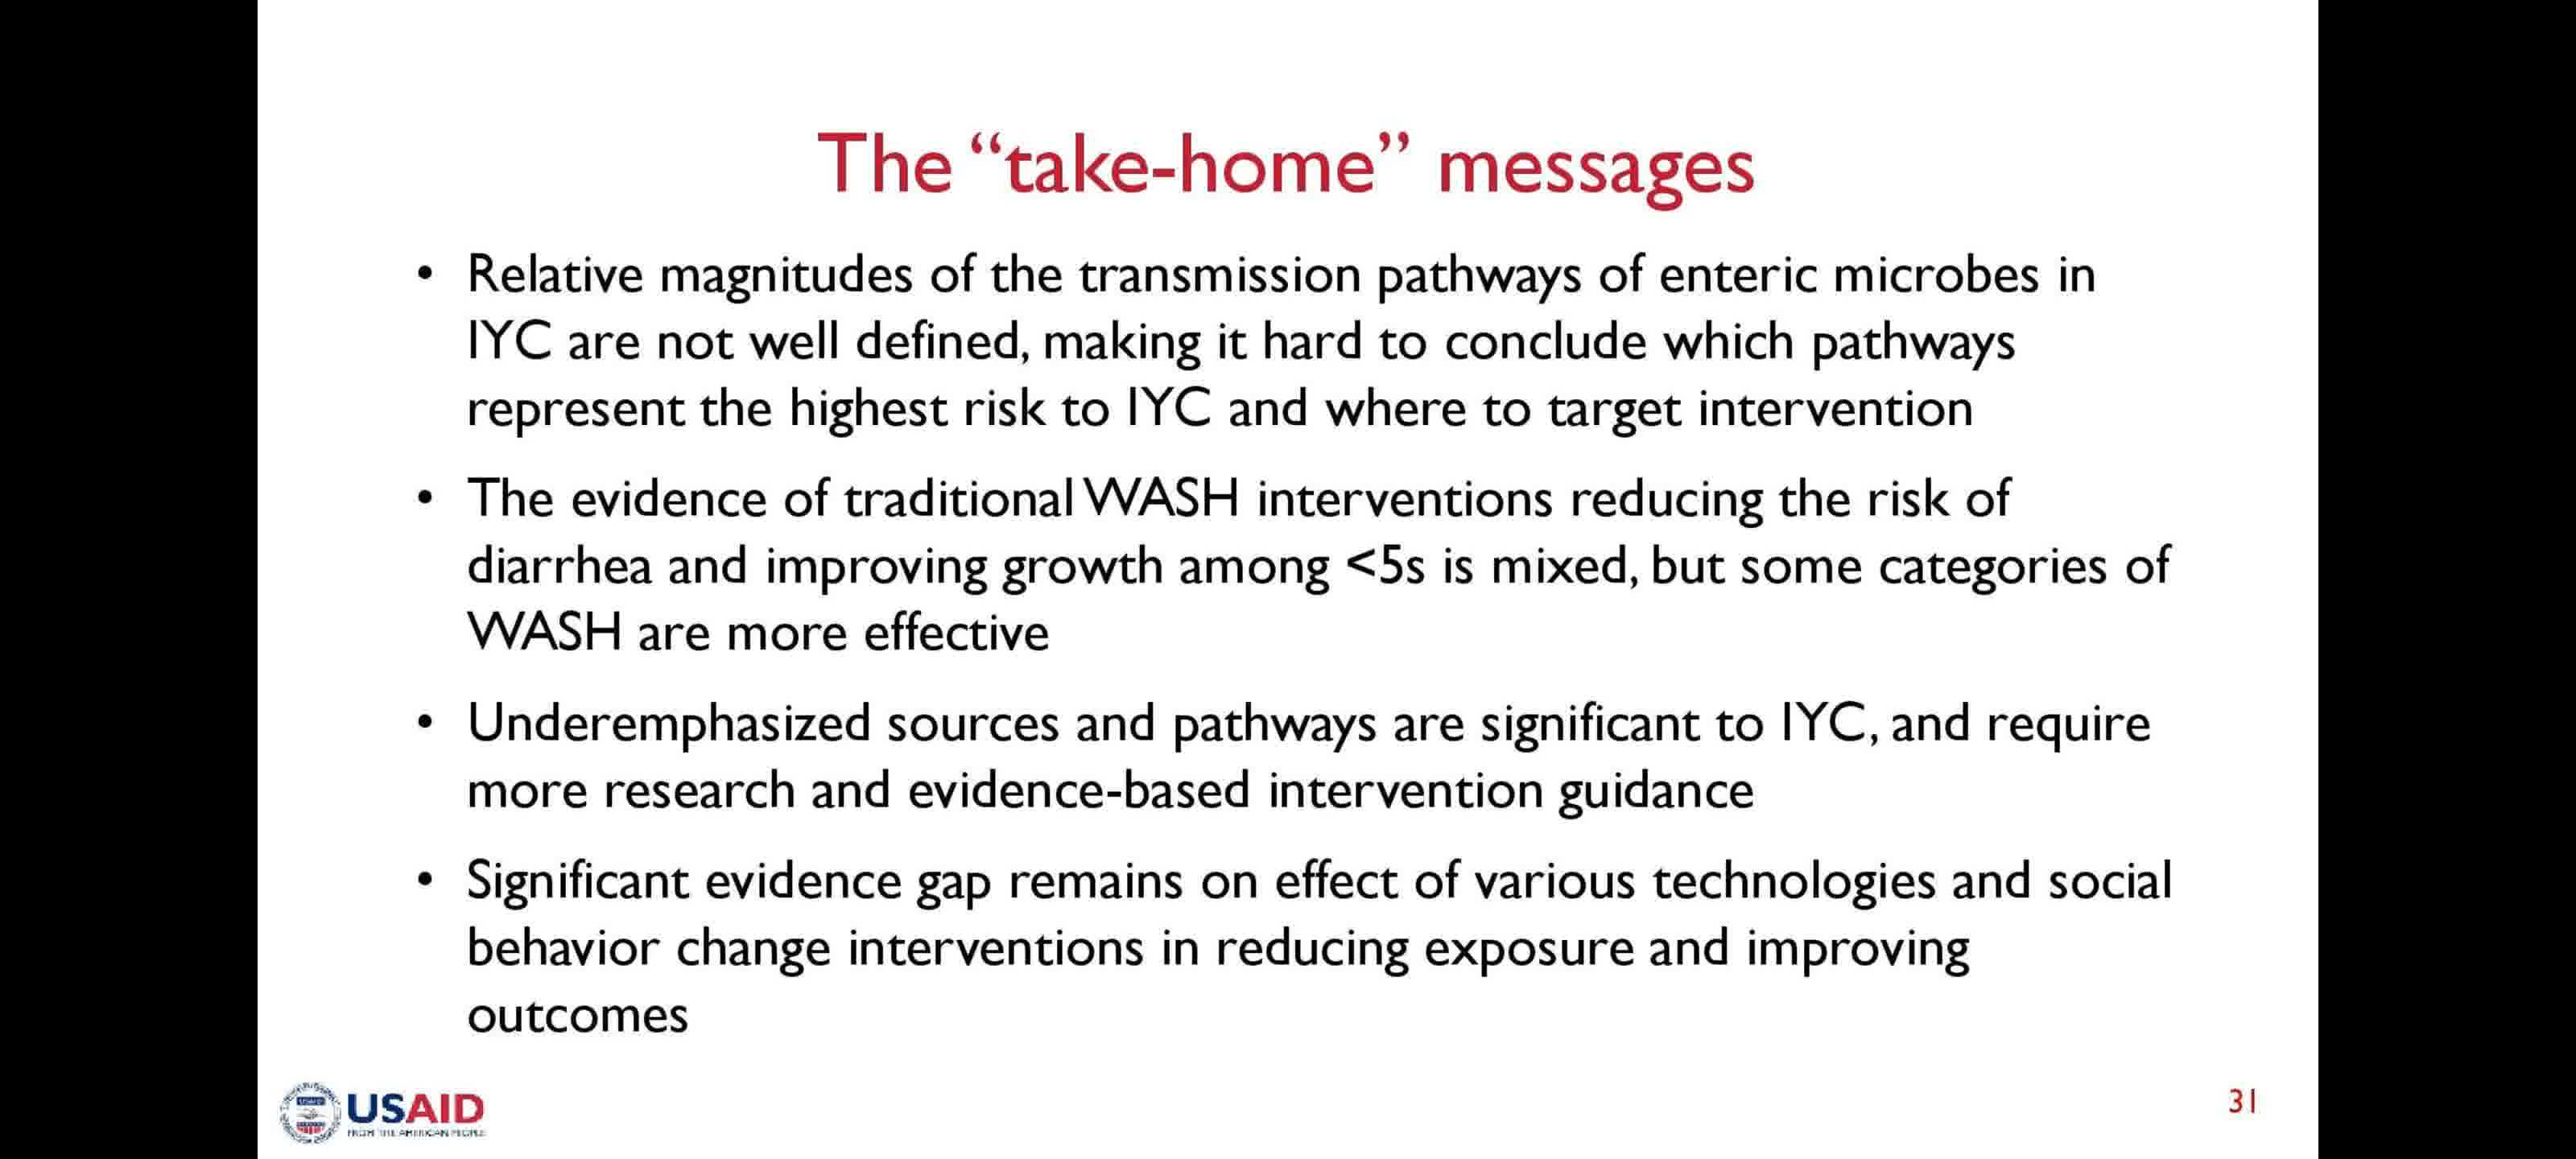 The “take-home” messages
• Relative magnitudes of the transmission pathways of enteric microbes in
IYC are not well defined, making it hard to conclude which pathways
represent the highest risk to IYC and where to target intervention
• The evidence of traditional WASH interventions reducing the risk of
diarrhea and improving growth among <5s is mixed, but some categories of
WASH are more effective
• Underemphasized sources and pathways are significant to IYC, and require
more research and evidence-based intervention guidance
• Significant evidence gap remains on effect of various technologies and social
behavior change interventions in reducing exposure and improving
outcomes
USAID
FROM THE AMERICAN PEOPLE
31